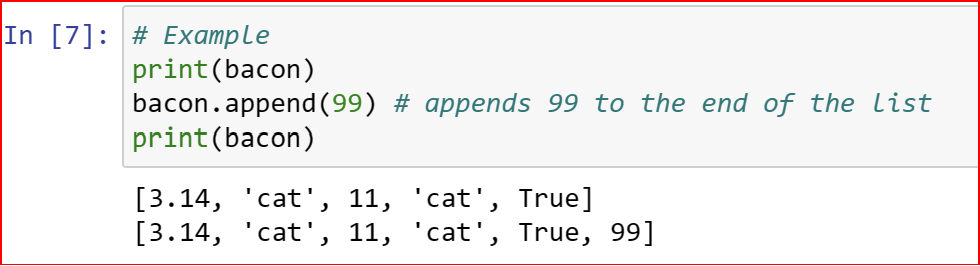 In [7]: # Example
print(bacon)
bacon.append(99) # appends 99 to the end of the list
print(bacon)
[3.14, 'cat', 11, 'cat', True]
[3.14, 'cat', 11, 'cat', True, 99]